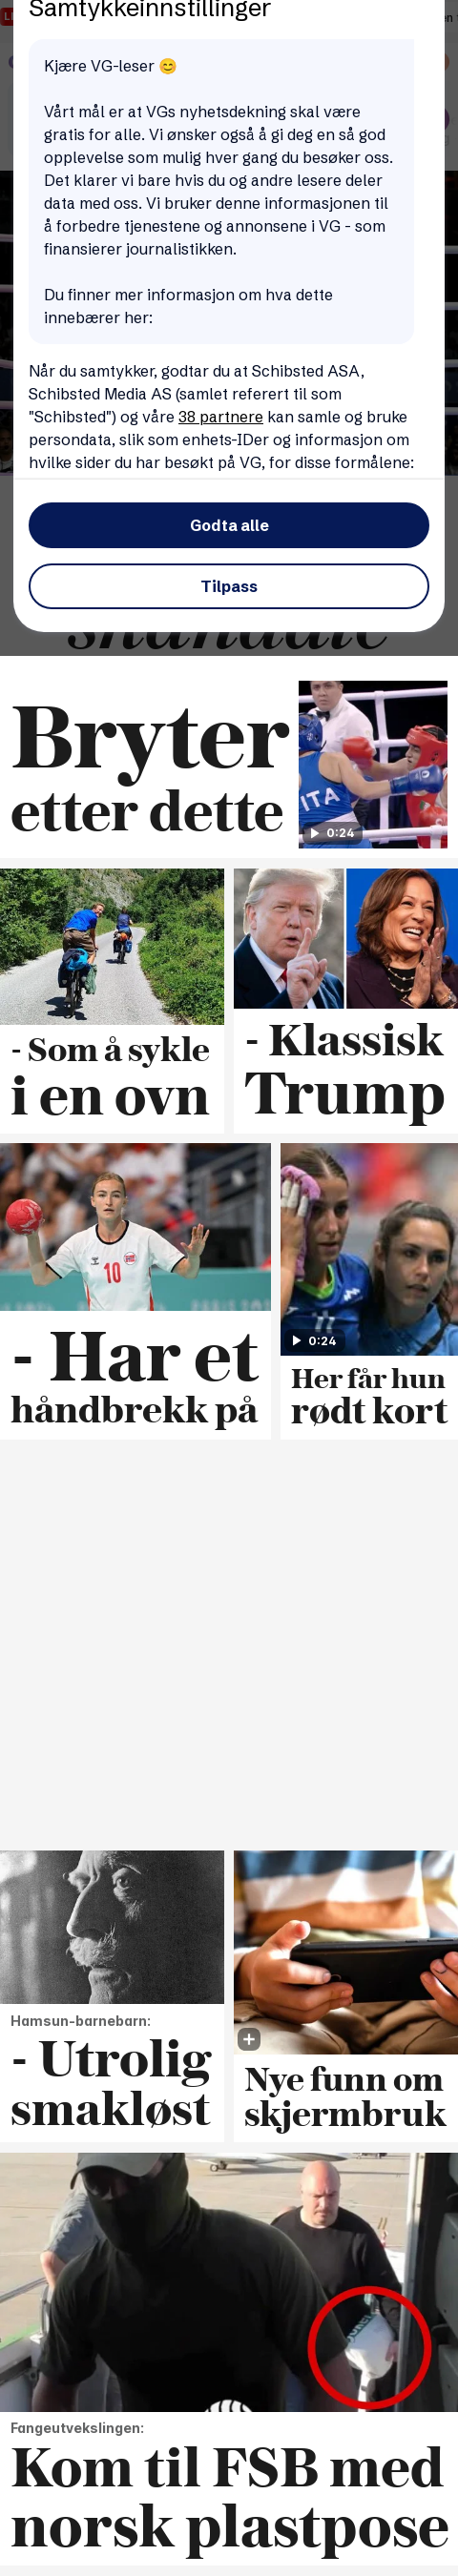 Samtykkeinnstillinger
Kjære VG-leser 😊
Vårt mål er at VGs nyhetsdekning skal være
gratis for alle. Vi ønsker også å gi deg en så god
opplevelse som mulig hver gang du besøker oss.
Det klarer vi bare hvis du og andre lesere deler
data med oss. Vi bruker denne informasjonen til
å forbedre tjenestene og annonsene i VG - som
finansierer journalistikken.
Du finner mer informasjon om hva dette
innebærer her:
Når du samtykker, godtar du at Schibsted ASA,
Schibsted Media AS (samlet referert til som
"Schibsted") og våre 38 partnere kan samle og bruke
persondata, slik som enhets-IDer og informasjon om
hvilke sider du har besøkt på VG, for disse formålene:
Godta alle
Tilpass
Bryter
etter dette
ITA
0:24
- Som å sykle
i en ovn
- Klassisk
Trump
10
- Har et
håndbrekk på
0:24
Her får hun
rødt kort
Hamsun-barnebarn:
- Utrolig
smakløst
Nye funn om
skjermbruk
Fangeutvekslingen:
Kom til FSB med
norsk plastpose